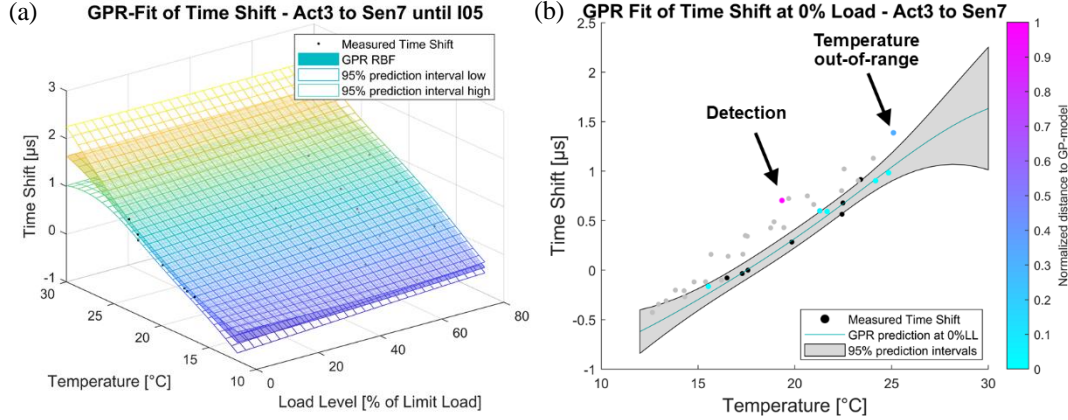 (a)
GPR-Fit of Time Shift - Act3 to Sen7 until I05
Measured Time Shift
GPR RBF
95% prediction interval low
95% prediction interval high
Time Shift [µs]
3
2
1
0
-1
30
25
20
15
10
Temperature [°C]
0
20
40
60
80
Load Level [% of Limit Load]
(b)
GPR Fit of Time Shift at 0% Load - Act3 to Sen7
Temperature
out-of-range
Detection
Time Shift [µs]
2.5
2
1.5
1
0.5
0
-0.5
-1
10
15
20
25
30
Temperature [°C]
Measured Time Shift
GPR prediction at 0%LL
95% prediction intervals
1
0.9
0.8
0.7
0.6
0.5
0.4
0.3
0.2
0.1
0
Normalized distance to GP-model